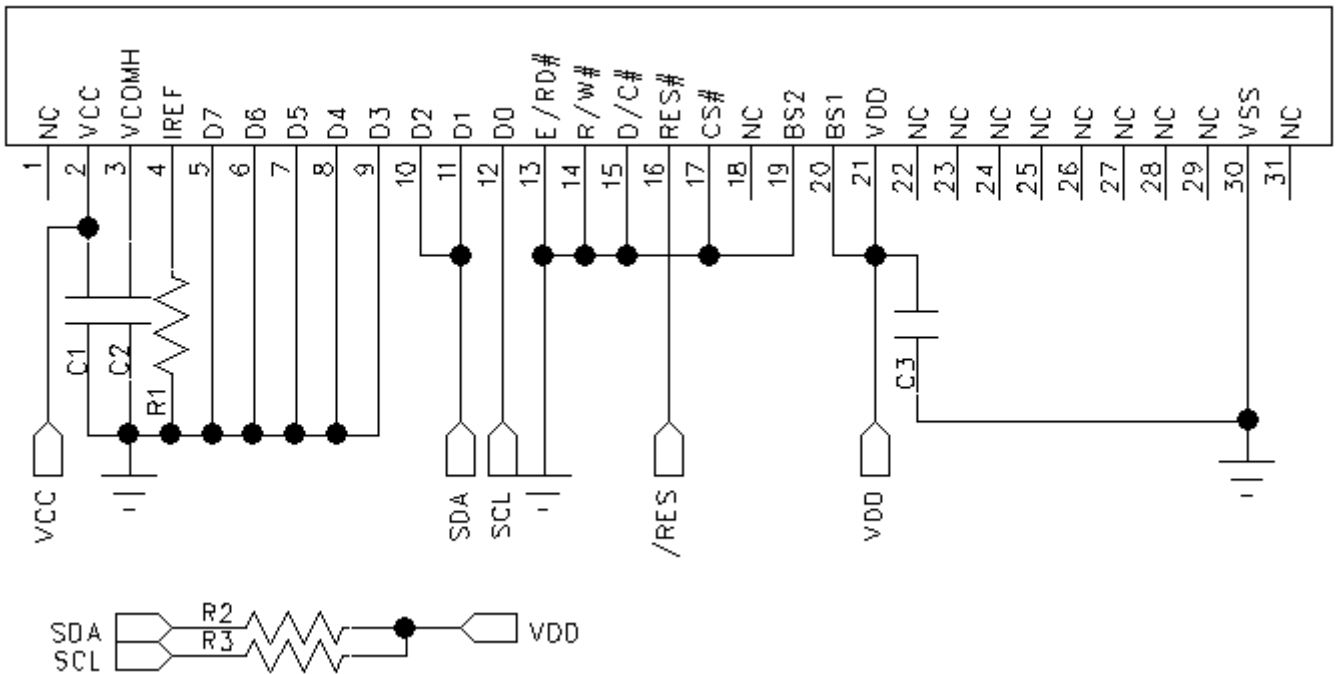 NC
VCC
VCOMH
IREF
D7
D6
D5
D4
D3
D2
D1
D0
E/RD#
R/W#
D/C#
RES#
CS#
NC
BS2
BS1
VDD
NC
NC
NC
NC
NC
NC
NC
NC
VSS
NC
1
2
3
4
5
6
7
8
9
10
11
12
13
14
15
16
17
18
19
20
21
22
23
24
25
26
27
28
29
30
31
C1
C2
R1
C3
VCC
SDA
SCL
/RES
VDD
SDA
R2
VDD
SCL
R3